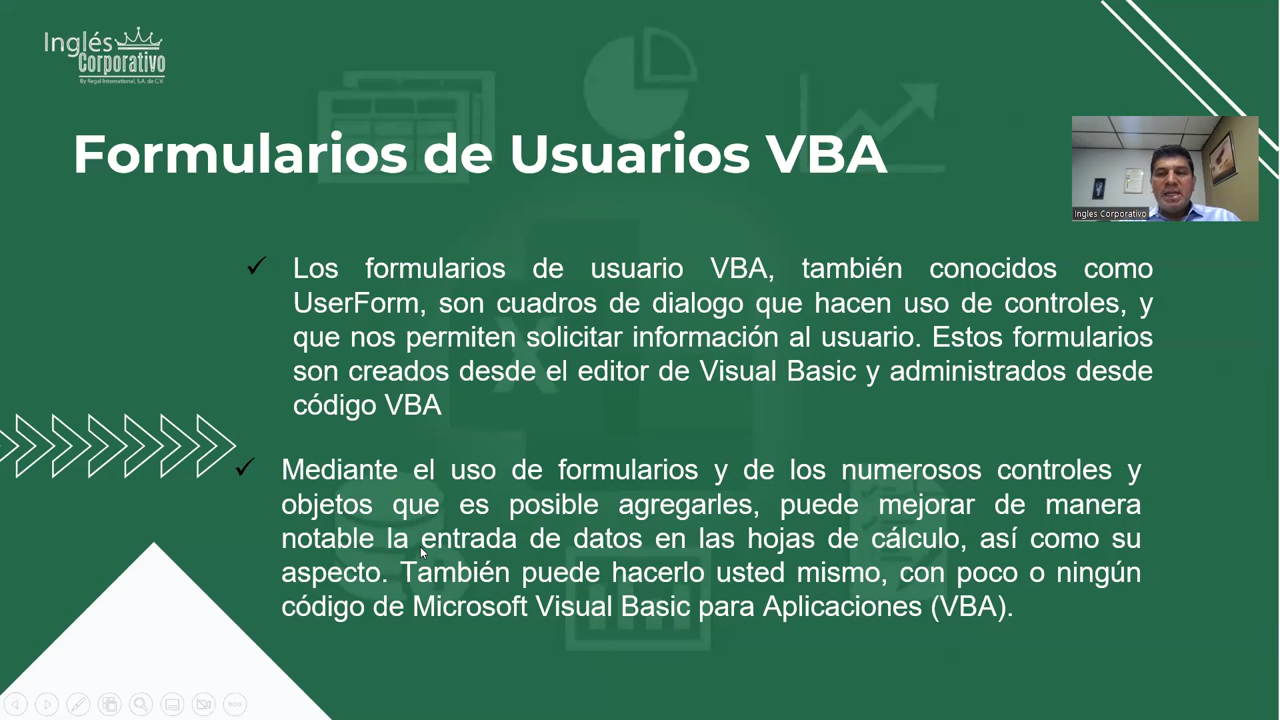 Inglés
Corporativo
By Regal International, S.A. de C.V.
Formularios de Usuarios VBA
Ingles Corporativo
✓ Los formularios de usuario VBA, también conocidos como
UserForm, son cuadros de dialogo que hacen uso de controles, y
que nos permiten solicitar información al usuario. Estos formularios
son creados desde el editor de Visual Basic y administrados desde
código VBA
✓ Mediante el uso de formularios y de los numerosos controles y
objetos que es posible agregarles, puede mejorar de manera
notable la entrada de datos en las hojas de cálculo, así como su
aspecto. También puede hacerlo usted mismo, con poco o ningún
código de Microsoft Visual Basic para Aplicaciones (VBA).